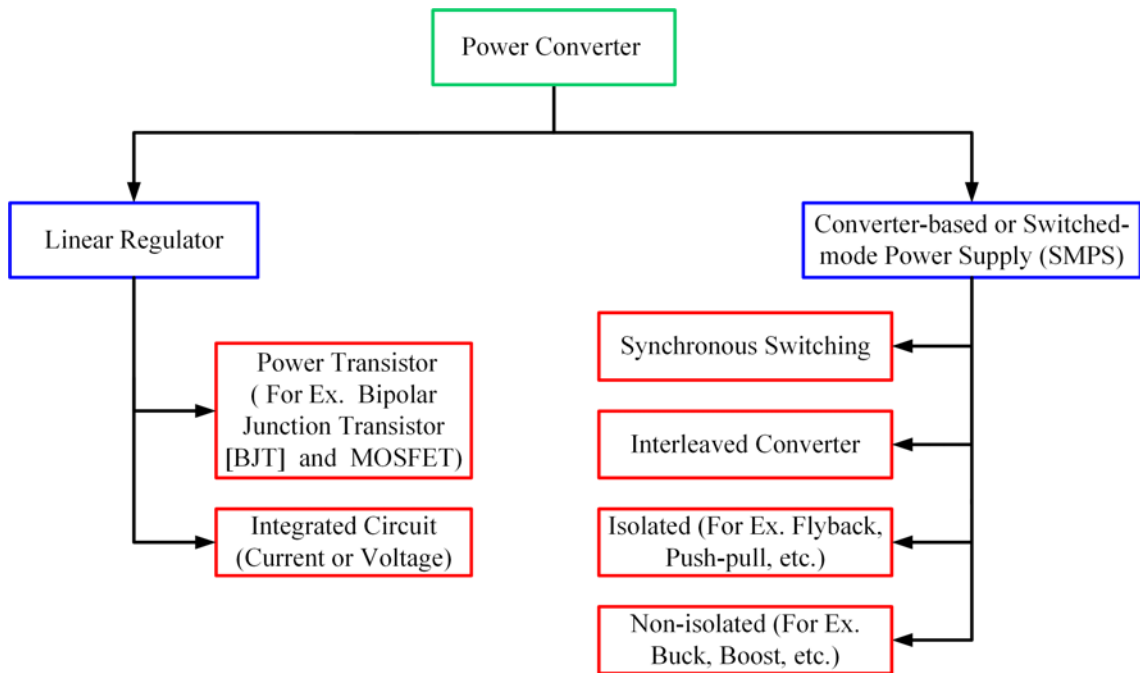 Power Converter
Linear Regulator
Converter-based or Switched-
mode Power Supply (SMPS)
Power Transistor
( For Ex. Bipolar
Junction Transistor
[BJT] and MOSFET)
Integrated Circuit
(Current or Voltage)
Synchronous Switching
Interleaved Converter
Isolated (For Ex. Flyback,
Push-pull, etc.)
Non-isolated (For Ex.
Buck, Boost, etc.)